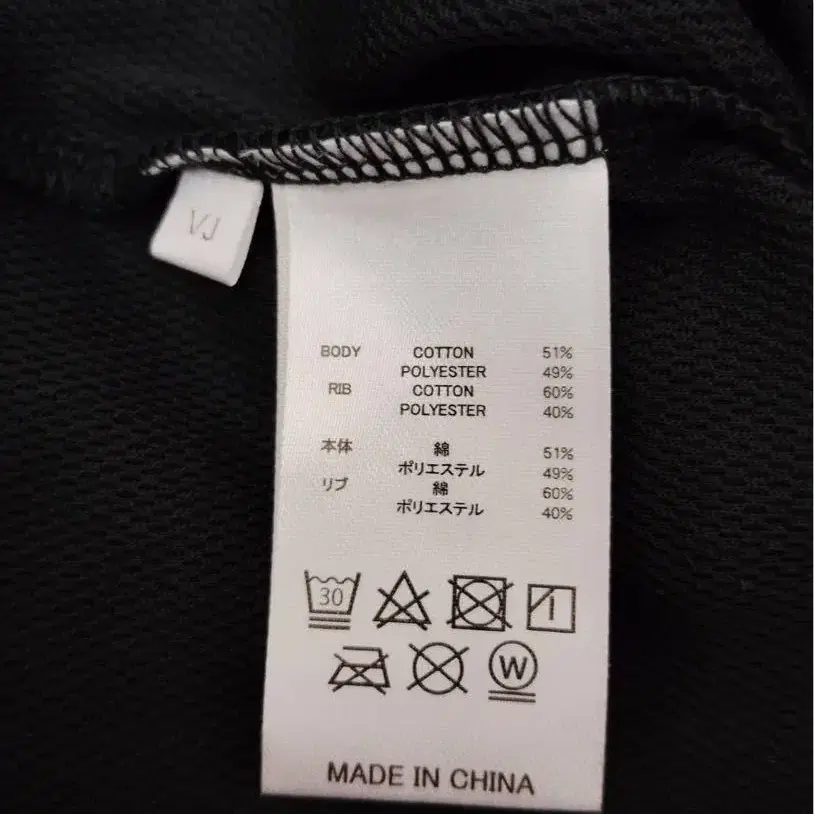 VJ
BODY COTTON 51%
POLYESTER 49%
RIB COTTON 60%
POLYESTER 40%
本体 綿 51%
ポリエステル 49%
リブ 綿 60%
ポリエステル 40%
30
W
MADE IN CHINA